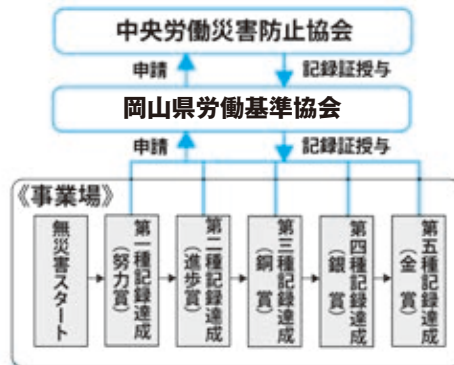 中央労働災害防止協会
申請
記録証授与
岡山県労働基準協会
申請
記録証授与
《事業場》
無災害スタート
第一種記録達成
(努力賞)
第二種記録達成
(進歩賞)
第三種記録達成
(銅 賞)
第四種記録達成
(銀 賞)
第五種記録達成
(金 賞)